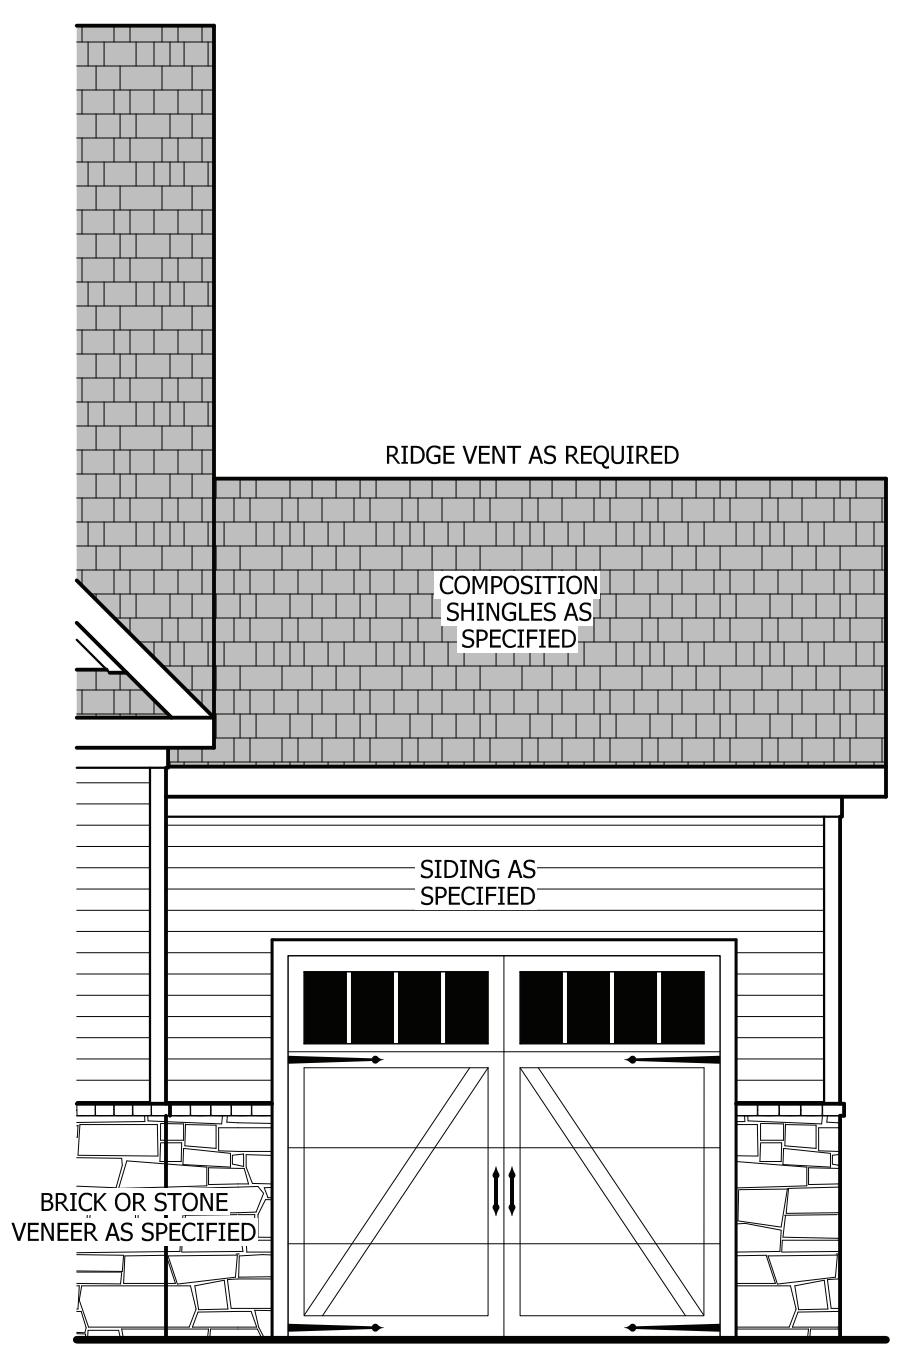 RIDGE VENT AS REQUIRED
COMPOSITION
SHINGLES AS
SPECIFIED
SIDING AS
SPECIFIED
BRICK OR STONE
VENEER AS SPECIFIED